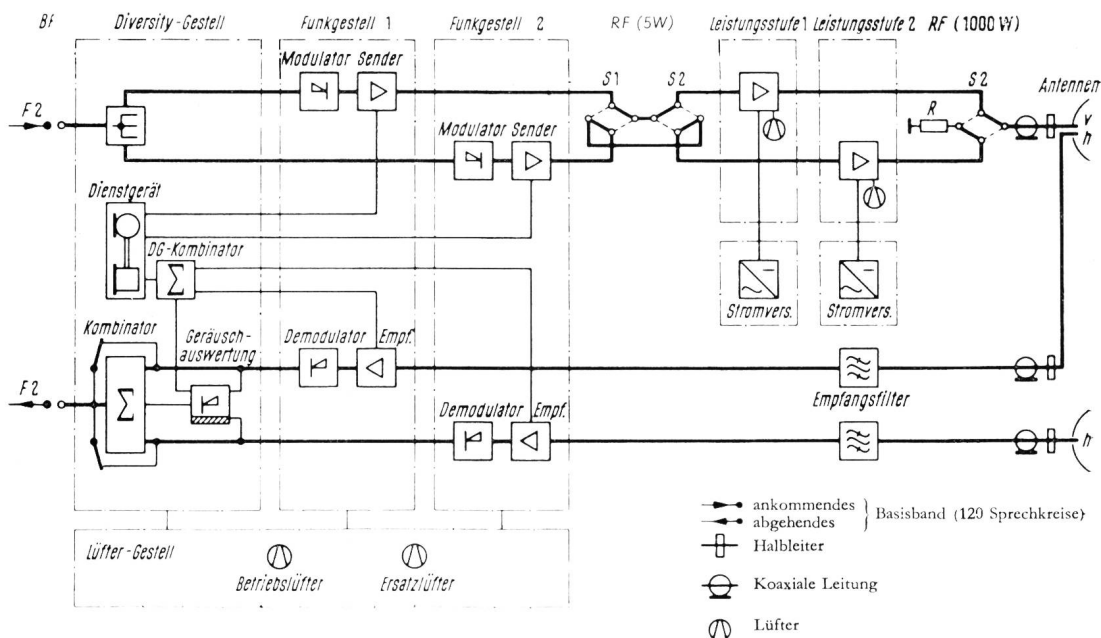 BF Diversity-Gestell Funkgestell 1 Funkgestell 2 RF (5W) Leistungsstufe 1 Leistungsstufe 2 RF (1000 W)
Modulator Sender
S1 S2 S2
Antennen
F2
R
v
h
Modulator Sender
Dienstgerät
DG-Kombinator
Σ
Stromvers. Stromvers.
Kombinator
Geräusch-
auswertung
Demodulator Empf.
F2
Σ
Empfangsfilter
Demodulator Empf.
h
ankommendes
abgehendes
Basisband (120 Sprechkreise)
Halbleiter
Lüfter-Gestell
Betriebslüfter Ersatzlüfter
Koaxiale Leitung
Lüfter